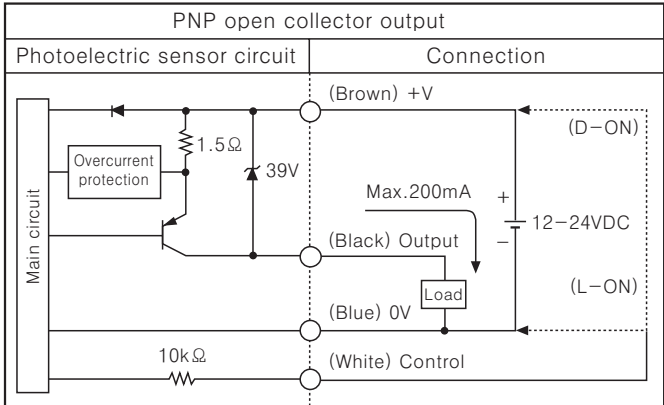 PNP open collector output
Photoelectric sensor circuit
Connection
(Brown) +V
(D-ON)
1.5Ω
Overcurrent
protection
39V
Max.200mA
+
12-24VDC
-
Main circuit
(Black) Output
Load
(L-ON)
(Blue) 0V
10kΩ
(White) Control